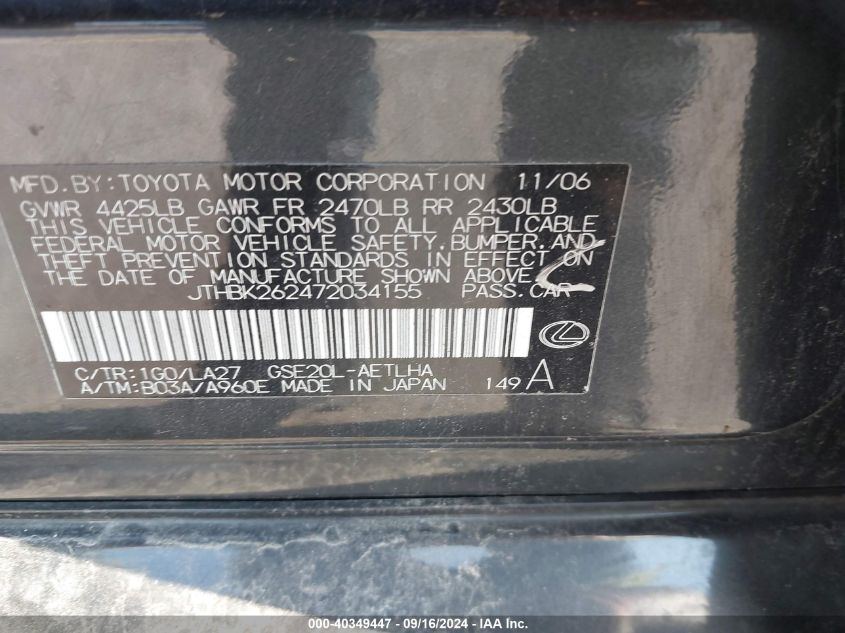 MFD.BY:TOYOTA MOTOR CORPORATION 11/06
GVWR 4425LB GAWR FR 2470LB RR 2430LB
THIS VEHICLE CONFORMS TO ALL APPLICABLE
FEDERAL MOTOR VEHICLE SAFETY,BUMPER,AND
THEFT PREVENTION STANDARDS IN EFFECT ON
THE DATE OF MANUFACTURE SHOWN ABOVE.
JTHBK262472034155 PASS.CAR
C/TR:1G0/LA27 GSE20L-AETLHA
A/TM:B03A/A960E MADE IN JAPAN 149 A
000-40349447 - 09/16/2024 - IAA Inc.